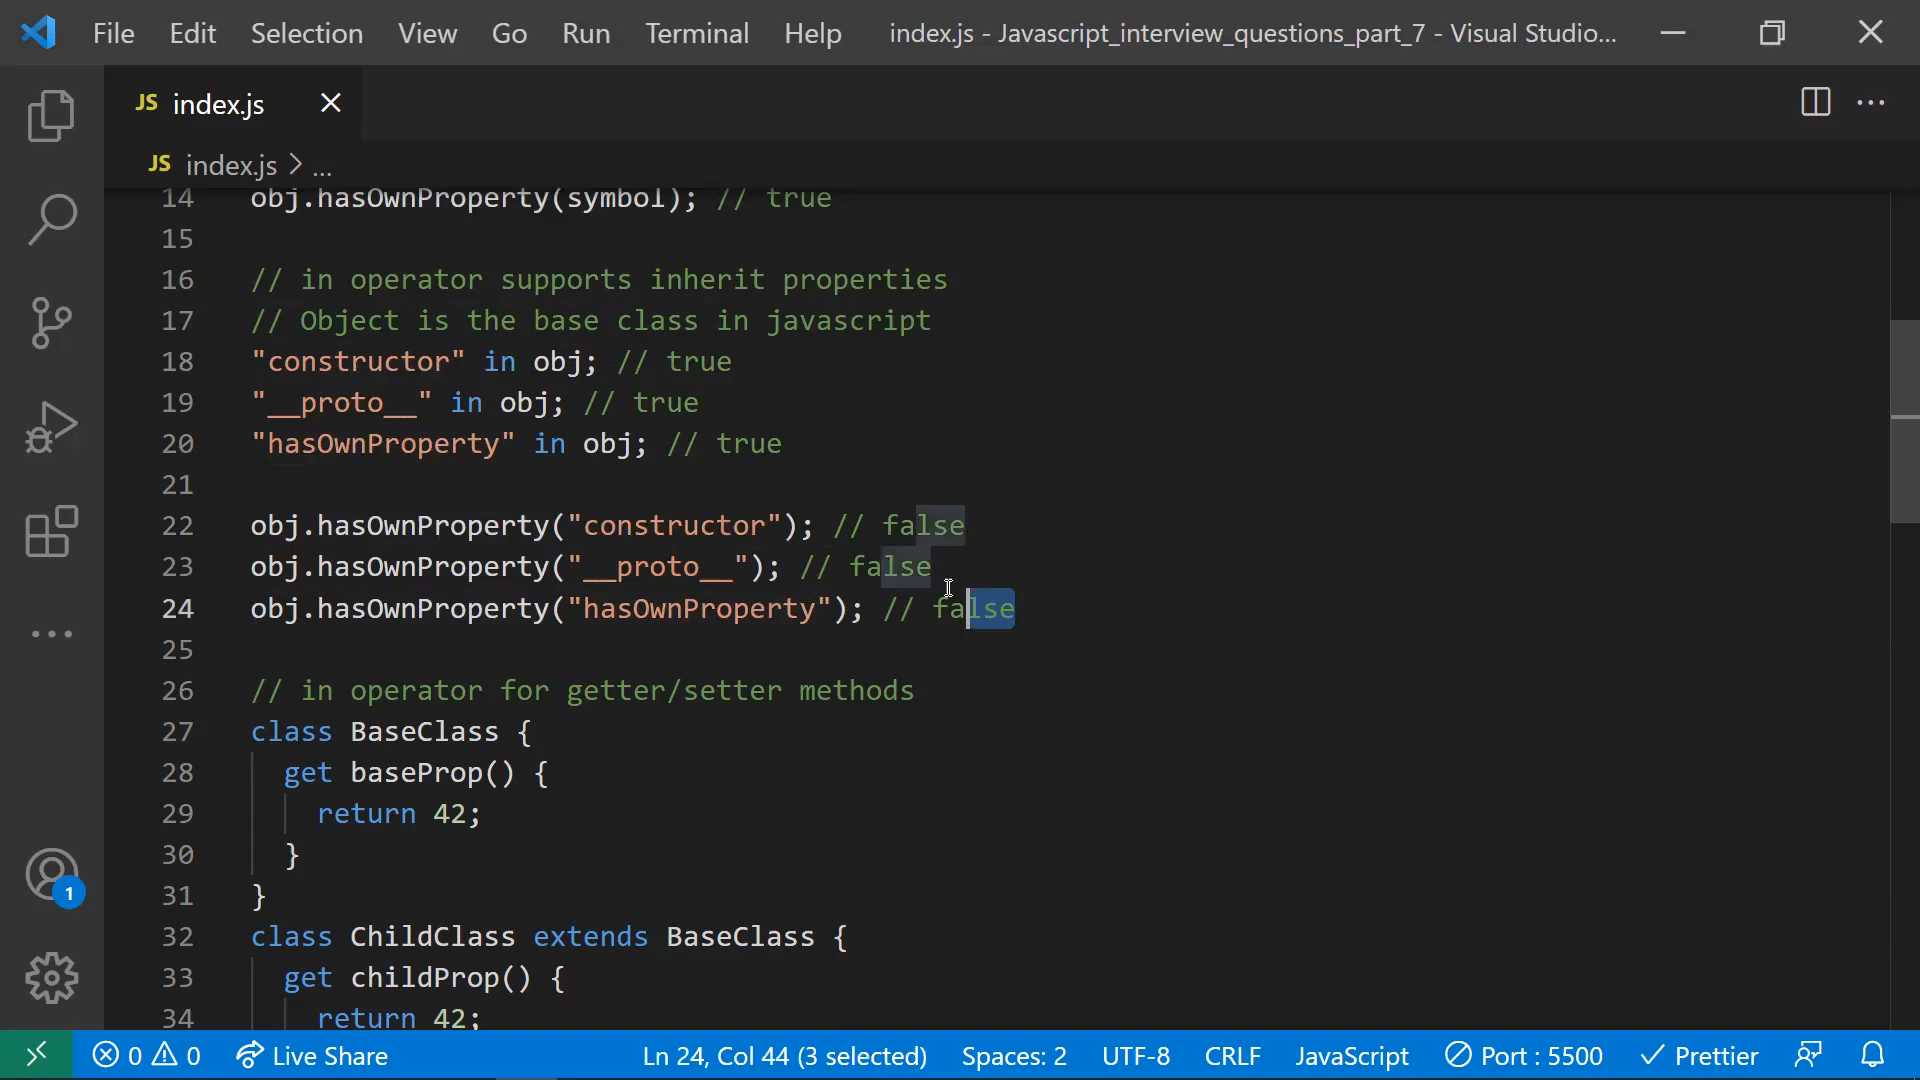 File Edit Selection View Go Run Terminal Help index.js - Javascript_interview_questions_part_7 - Visual Studio...
JS index.js
JS index.js > ...
14 obj.hasOwnProperty(symbol); // true
15
16 // in operator supports inherit properties
17 // Object is the base class in javascript
18 "constructor" in obj; // true
19 "__proto__" in obj; // true
20 "hasOwnProperty" in obj; // true
21
22 obj.hasOwnProperty("constructor"); // false
23 obj.hasOwnProperty("__proto__"); // false
24 obj.hasOwnProperty("hasOwnProperty"); // false
25
26 // in operator for getter/setter methods
27 class BaseClass {
28 get baseProp() {
29 return 42;
30 }
31 }
32 class ChildClass extends BaseClass {
33 get childProp() {
34 return 42;
1
0 0 Live Share Ln 24, Col 44 (3 selected) Spaces: 2 UTF-8 CRLF JavaScript Port : 5500 Prettier